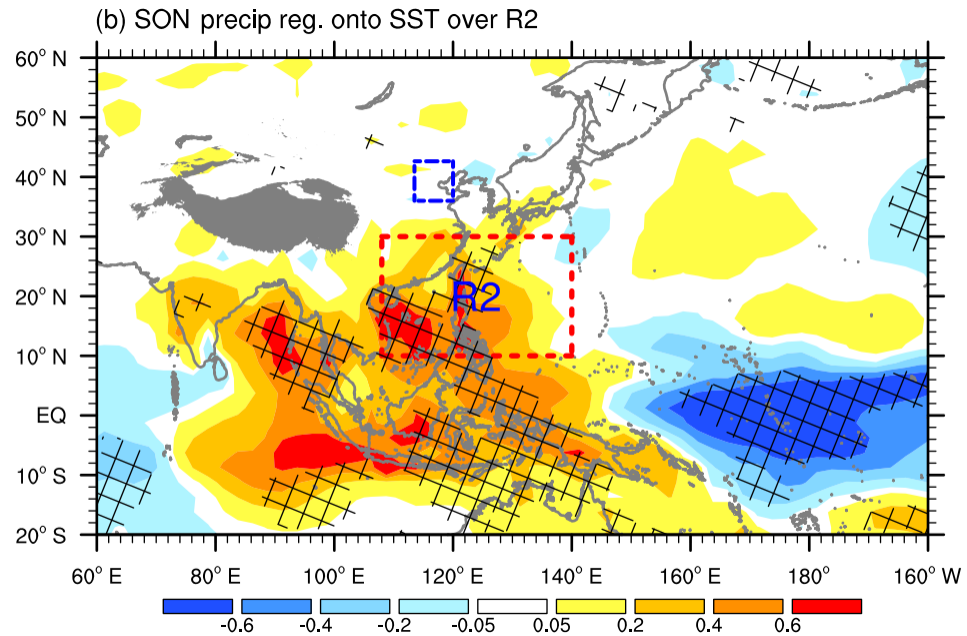 (b) SON precip reg. onto SST over R2
60° N
50° N
40° N
30° N
20° N
R2
10° N
EQ
10° S
20° S
60° E 80° E 100° E 120° E 140° E 160° E 180° 160° W
-0.6 -0.4 -0.2 -0.05 0.05 0.2 0.4 0.6